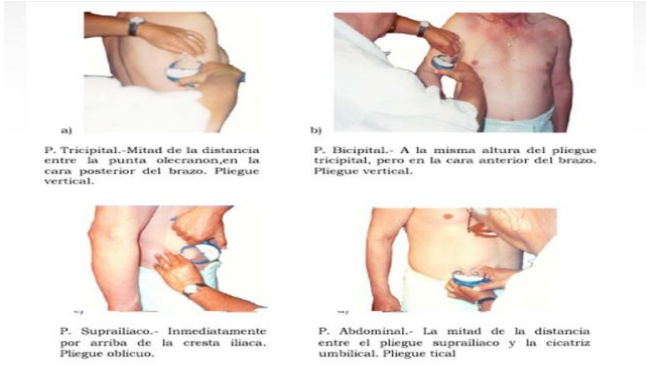 a)
P. Tricipital.-Mitad de la distancia
entre la punta olecranon,en la
cara posterior del brazo. Pliegue
vertical.
b)
P. Bicipital.- A la misma altura del pliegue
tricipital, pero en la cara anterior del brazo.
Pliegue vertical.
P. Suprailiaco.- Inmediatamente
por arriba de la cresta iliaca.
Pliegue oblicuo.
P. Abdominal.- La mitad de la distancia
entre el pliegue suprailiaco y la cicatriz
umbilical. Pliegue tical